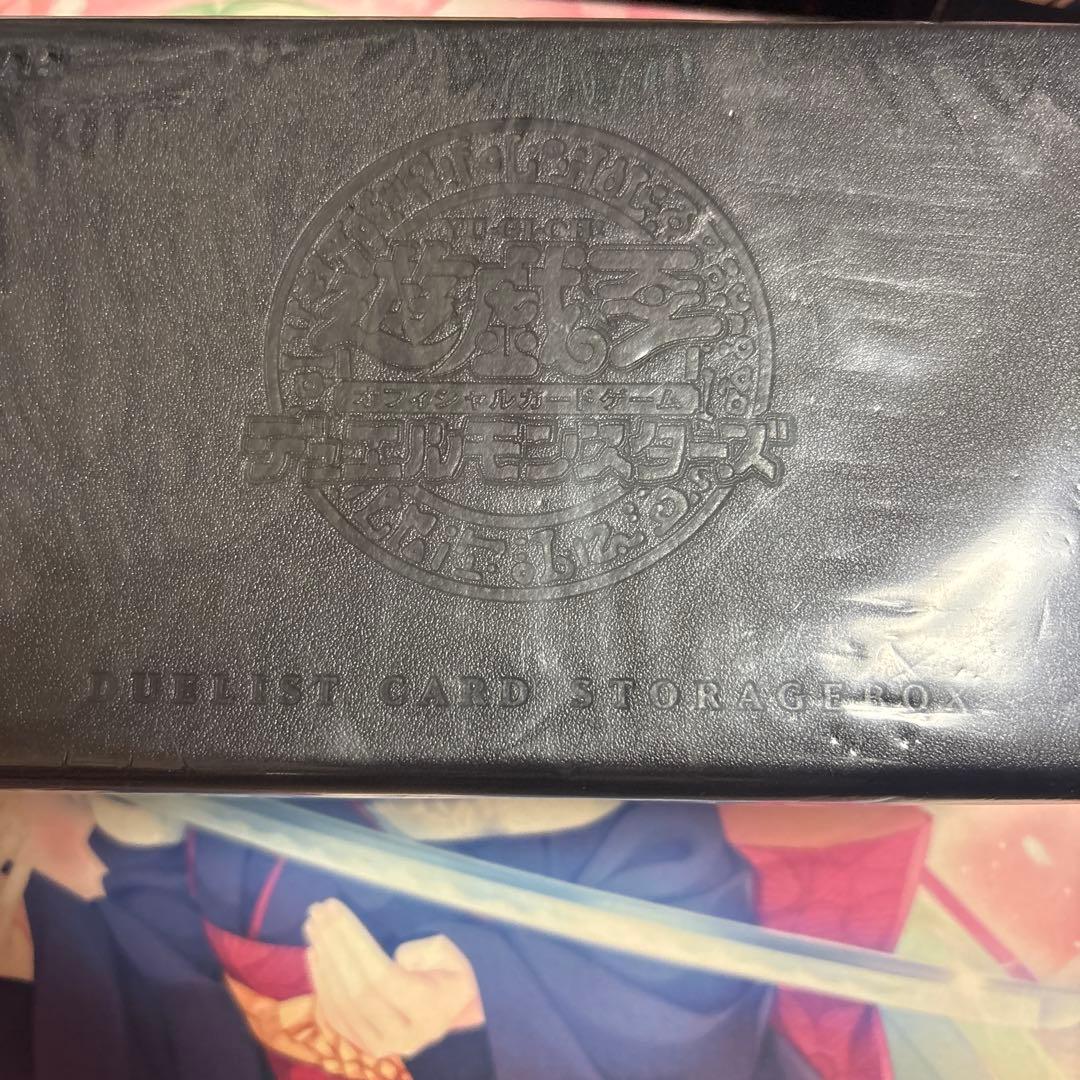 YU-GI-OH!
遊戯王
オフィシャルカードゲーム
デュエルモンスターズ
DUELIST CARD STORAGE BOX